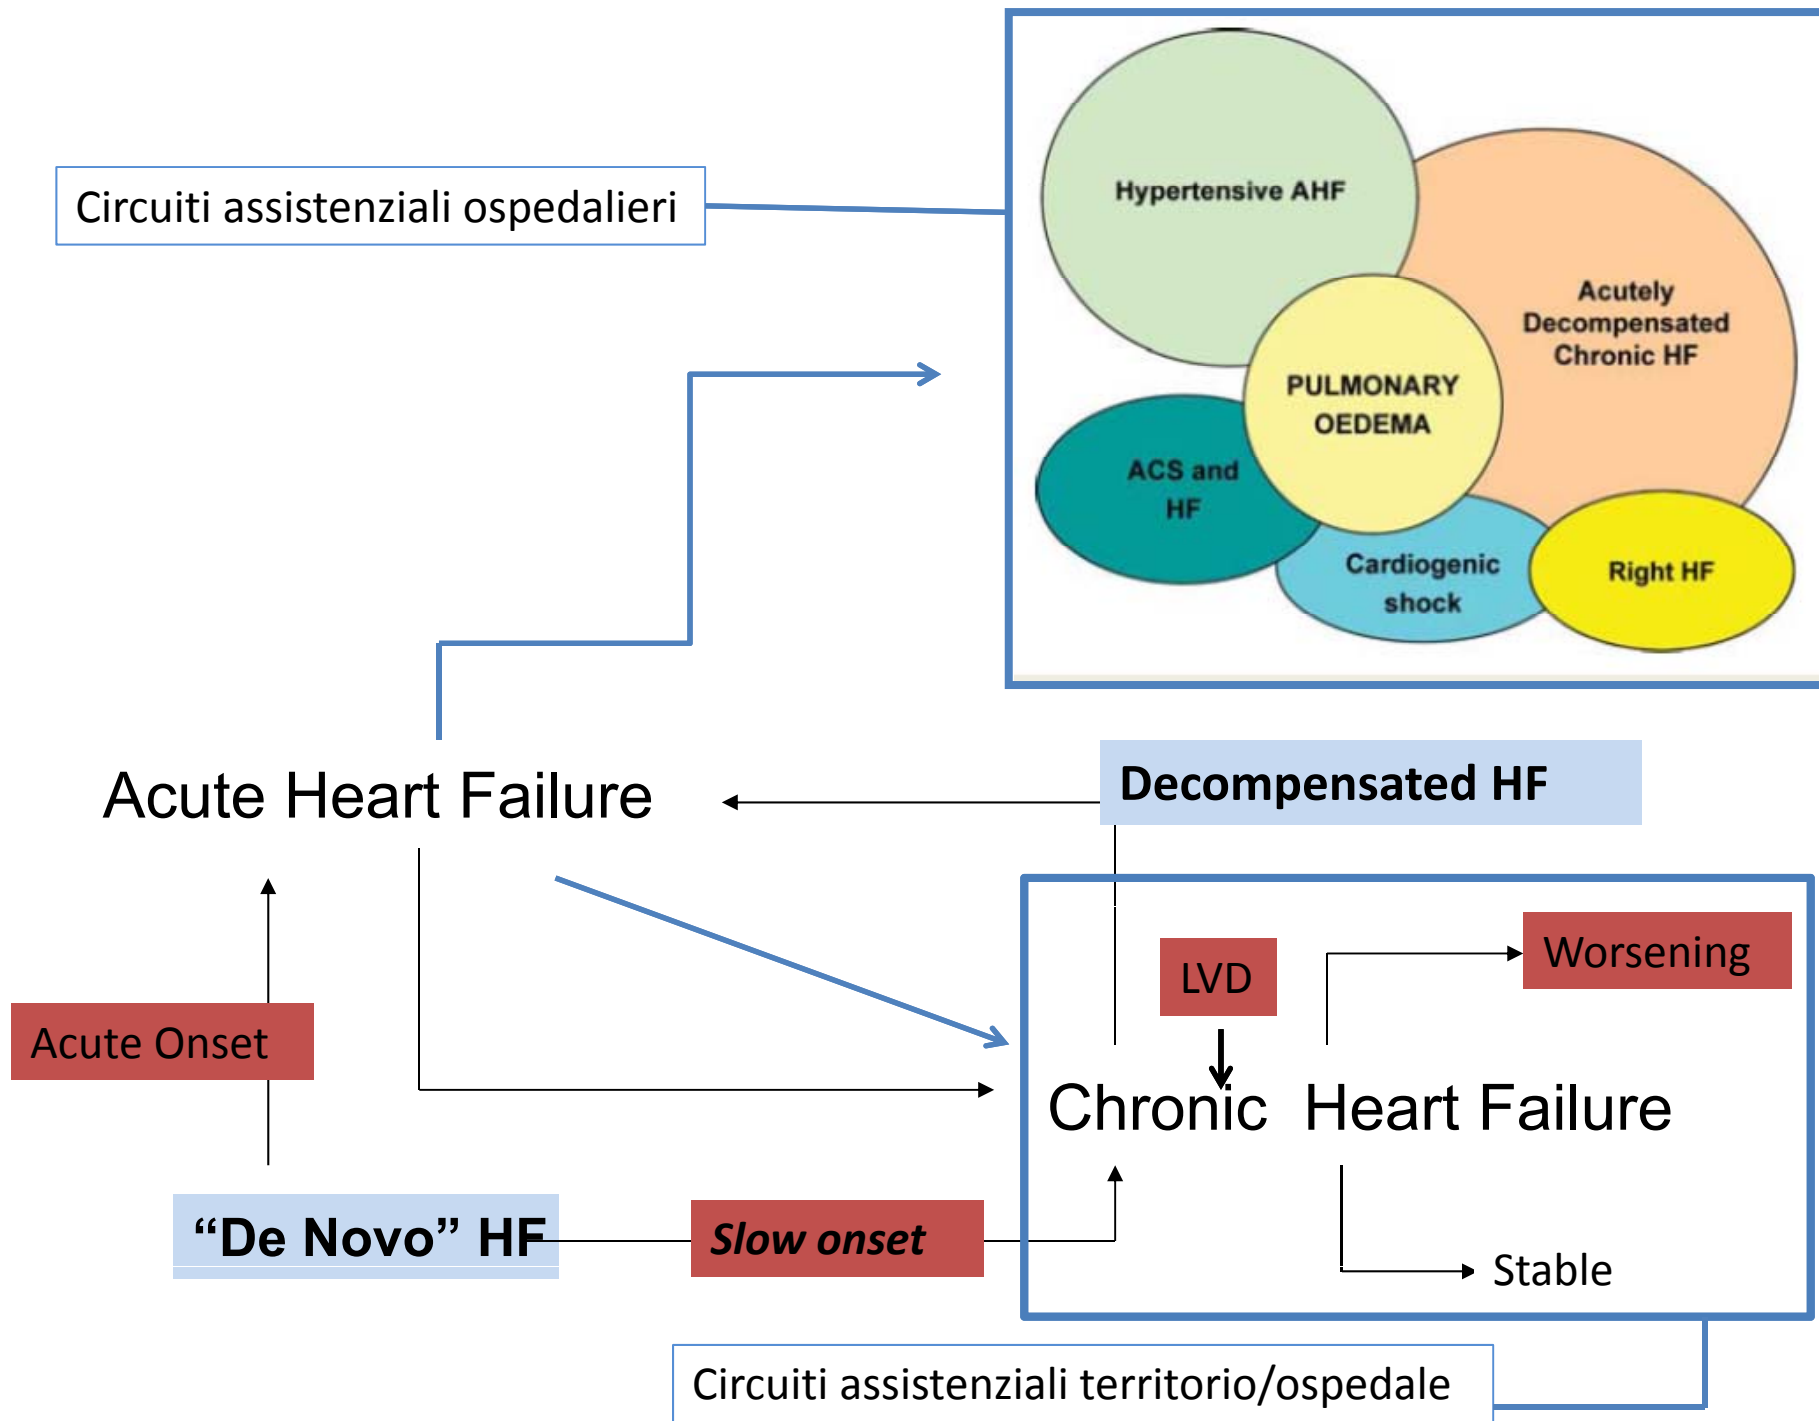 Circuiti assistenziali ospedalieri
Hypertensive AHF
Acutely
Decompensated
Chronic HF
PULMONARY
OEDEMA
ACS and
HF
Cardiogenic
shock
Right HF
Acute Heart Failure
Decompensated HF
LVD
Worsening
Acute Onset
Chronic Heart Failure
“De Novo” HF
Slow onset
Stable
Circuiti assistenziali territorio/ospedale